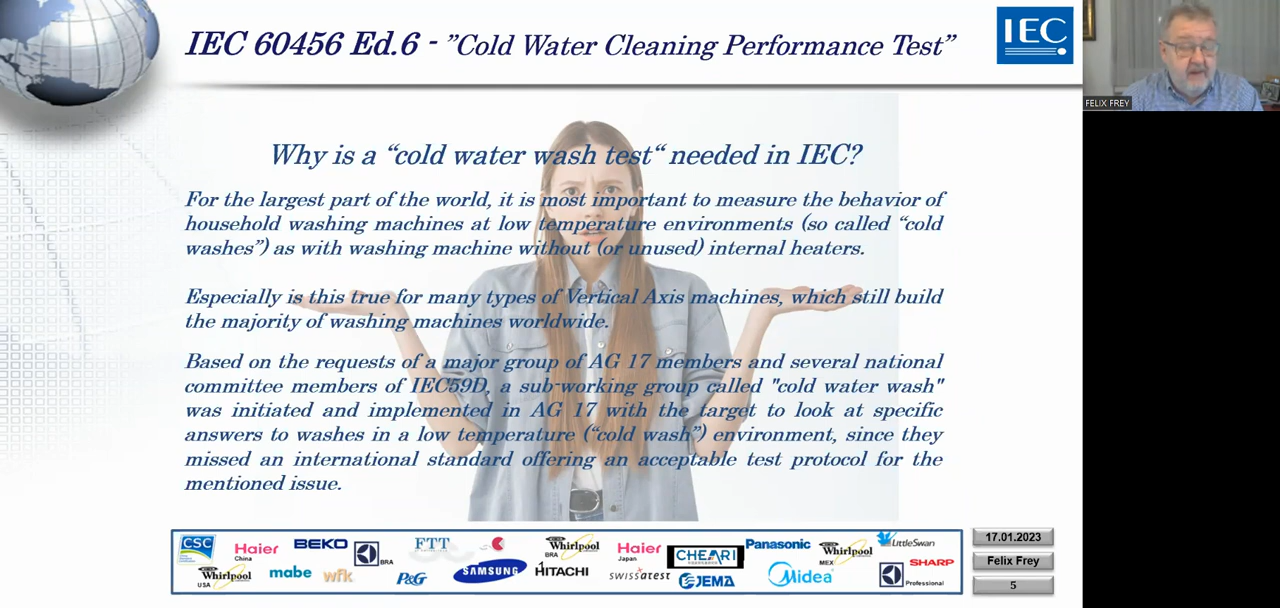 IEC 60456 Ed.6 - ”Cold Water Cleaning Performance Test”
IEC
FELIX FREY
Why is a “cold water wash test“ needed in IEC?
For the largest part of the world, it is most important to measure the behavior of
household washing machines at low temperature environments (so called “cold
washes”) as with washing machine without (or unused) internal heaters.
Especially is this true for many types of Vertical Axis machines, which still build
the majority of washing machines worldwide.
Based on the requests of a major group of AG 17 members and several national
committee members of IEC59D, a sub-working group called "cold water wash"
was initiated and implemented in AG 17 with the target to look at specific
answers to washes in a low temperature (“cold wash”) environment, since they
missed an international standard offering an acceptable test protocol for the
mentioned issue.
CSC
Haier
China
BEKO
BRA
FTT
Whirlpool
BRA
Haier
Japan
CHEARI
Panasonic
Whirlpool
MEX
LittleSwan
Whirlpool
USA
mabe
wfk
P&G
SAMSUNG
HITACHI
swissatest
JEMA
Midea
Professional
SHARP
17.01.2023
Felix Frey
5